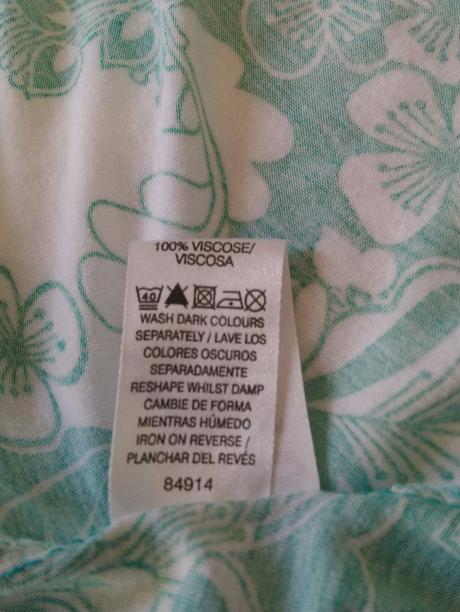 100% VISCOSE/
VISCOSA
40
WASH DARK COLOURS
SEPARATELY / LAVE LOS
COLORES OSCUROS
SEPARADAMENTE
RESHAPE WHILST DAMP
CAMBIE DE FORMA
MIENTRAS HÚMEDO
IRON ON REVERSE /
PLANCHAR DEL REVÉS
84914